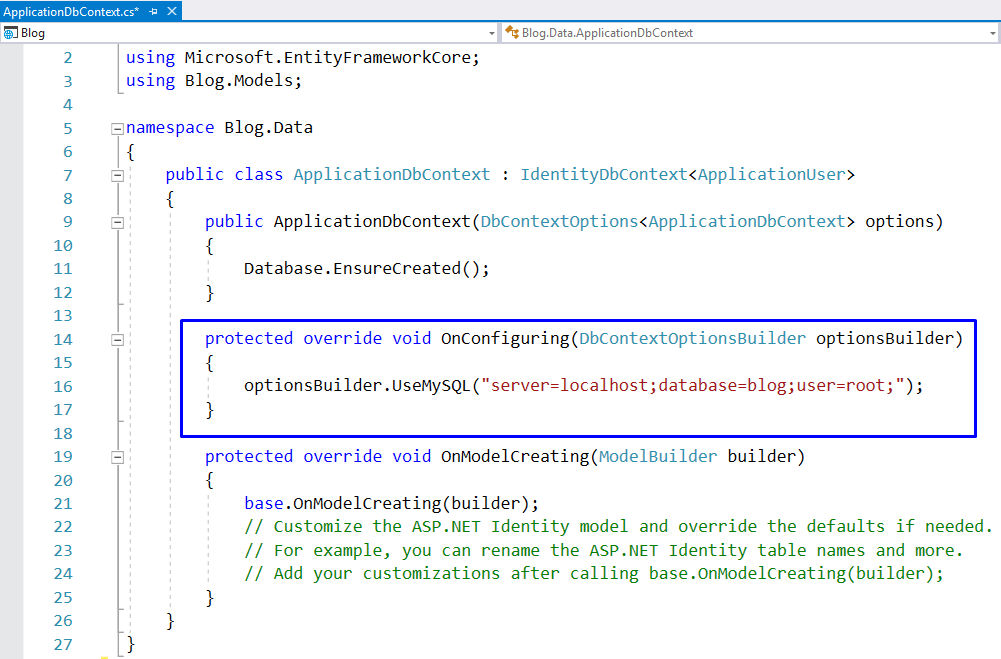 ApplicationDbContext.cs*
Blog
Blog.Data.ApplicationDbContext
2 using Microsoft.EntityFrameworkCore;
3 using Blog.Models;
4
5 namespace Blog.Data
6 {
7 public class ApplicationDbContext : IdentityDbContext<ApplicationUser>
8 {
9 public ApplicationDbContext(DbContextOptions<ApplicationDbContext> options)
10 {
11 Database.EnsureCreated();
12 }
13
14 protected override void OnConfiguring(DbContextOptionsBuilder optionsBuilder)
15 {
16 optionsBuilder.UseMySQL("server=localhost;database=blog;user=root;");
17 }
18
19 protected override void OnModelCreating(ModelBuilder builder)
20 {
21 base.OnModelCreating(builder);
22 // Customize the ASP.NET Identity model and override the defaults if needed.
23 // For example, you can rename the ASP.NET Identity table names and more.
24 // Add your customizations after calling base.OnModelCreating(builder);
25 }
26 }
27 }